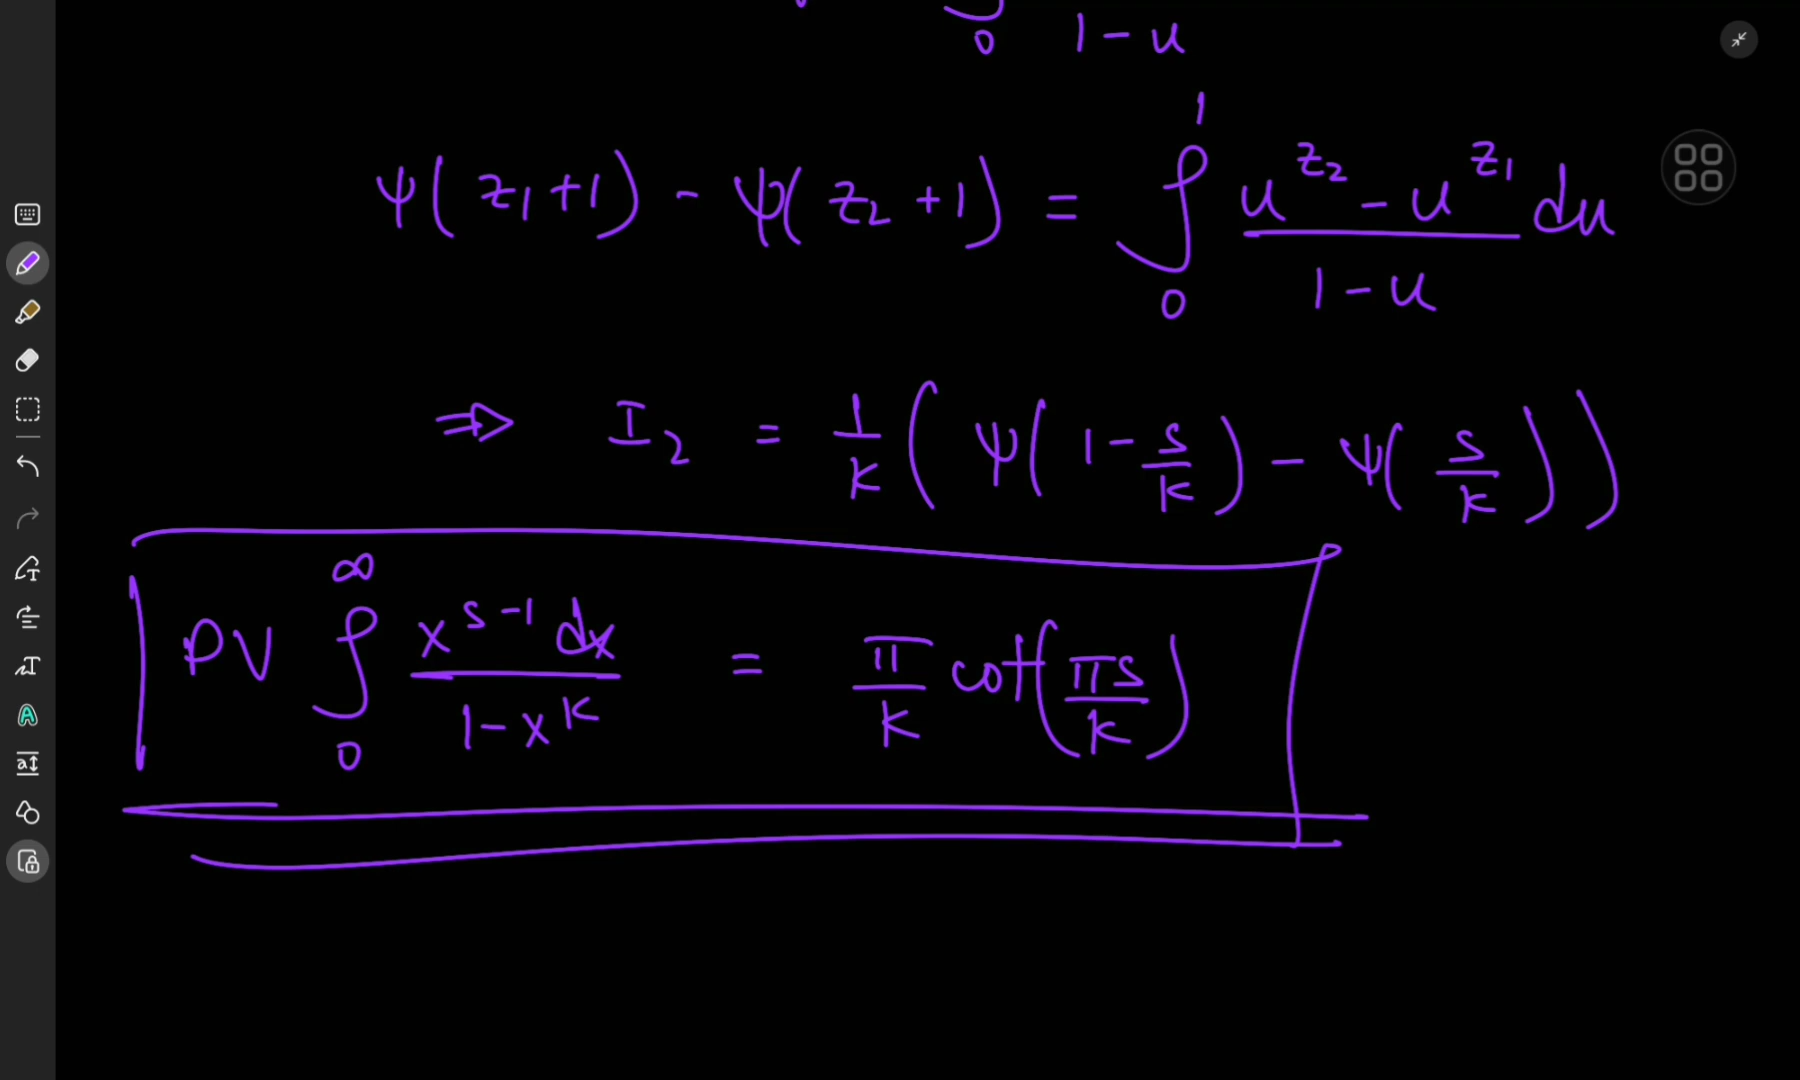 ∫₀ 1-u
ψ(z₁+1) - ψ(z₂+1) = ∫₀¹ (u^{z₂} - u^{z₁})/(1-u) du
⇒ I₂ = 1/k (ψ(1 - s/k) - ψ(s/k))
PV ∫₀^∞ (x^{s-1} dx)/(1-x^k) = π/k cot(πs/k)